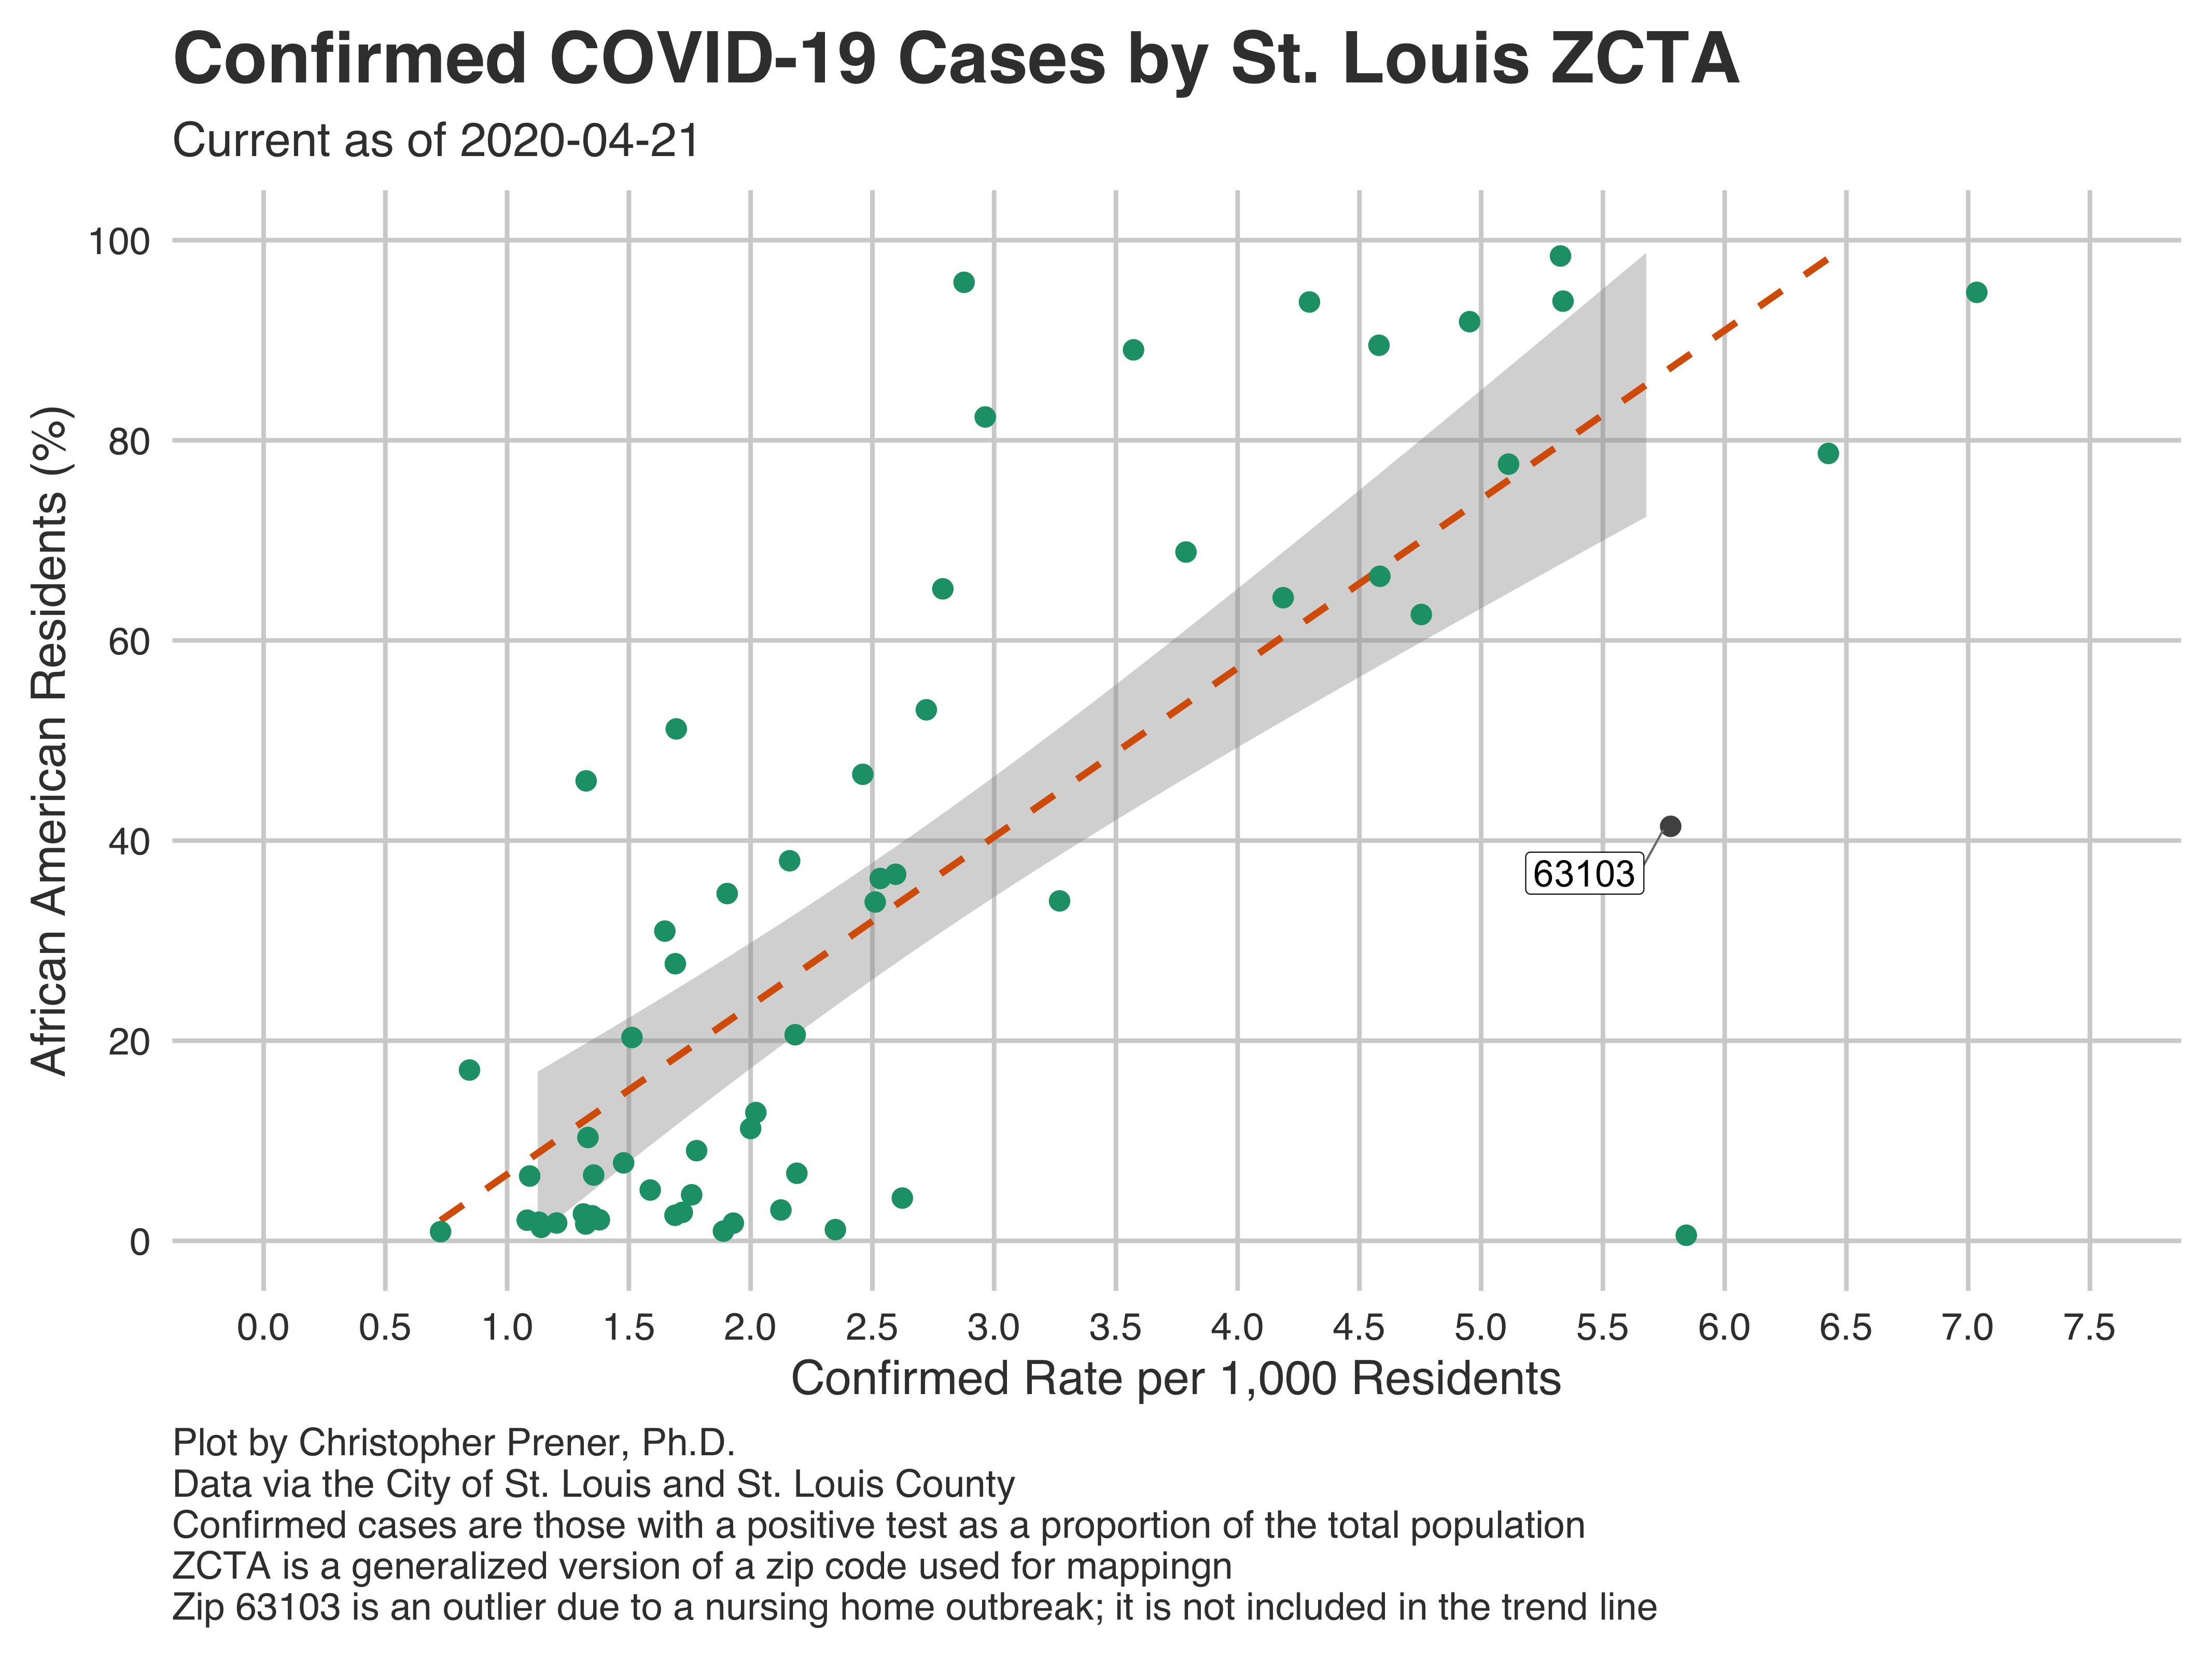 Confirmed COVID-19 Cases by St. Louis ZCTA
Current as of 2020-04-21
African American Residents (%)
100
80
60
40
20
0
63103
0.0 0.5 1.0 1.5 2.0 2.5 3.0 3.5 4.0 4.5 5.0 5.5 6.0 6.5 7.0 7.5
Confirmed Rate per 1,000 Residents
Plot by Christopher Prener, Ph.D.
Data via the City of St. Louis and St. Louis County
Confirmed cases are those with a positive test as a proportion of the total population
ZCTA is a generalized version of a zip code used for mappingn
Zip 63103 is an outlier due to a nursing home outbreak; it is not included in the trend line